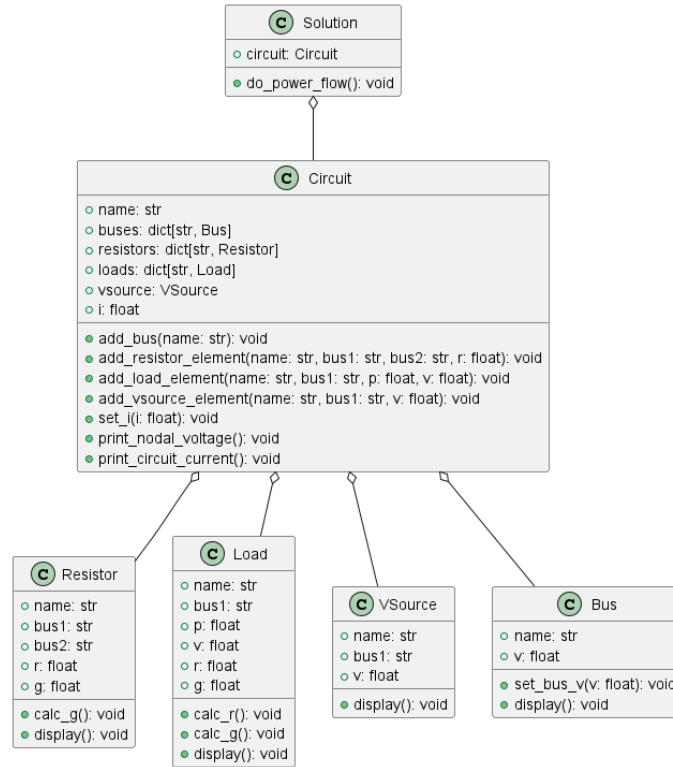 C Solution
circuit: Circuit
do_power_flow(): void
C Circuit
name: str
buses: dict[str, Bus]
resistors: dict[str, Resistor]
loads: dict[str, Load]
vsource: VSource
i: float
add_bus(name: str): void
add_resistor_element(name: str, bus1: str, bus2: str, r: float): void
add_load_element(name: str, bus1: str, p: float, v: float): void
add_vsource_element(name: str, bus1: str, v: float): void
set_i(i: float): void
print_nodal_voltage(): void
print_circuit_current(): void
C Resistor
name: str
bus1: str
bus2: str
r: float
g: float
calc_g(): void
display(): void
C Load
name: str
bus1: str
p: float
v: float
r: float
g: float
calc_r(): void
calc_g(): void
display(): void
C VSource
name: str
bus1: str
v: float
display(): void
C Bus
name: str
v: float
set_bus_v(v: float): void
display(): void